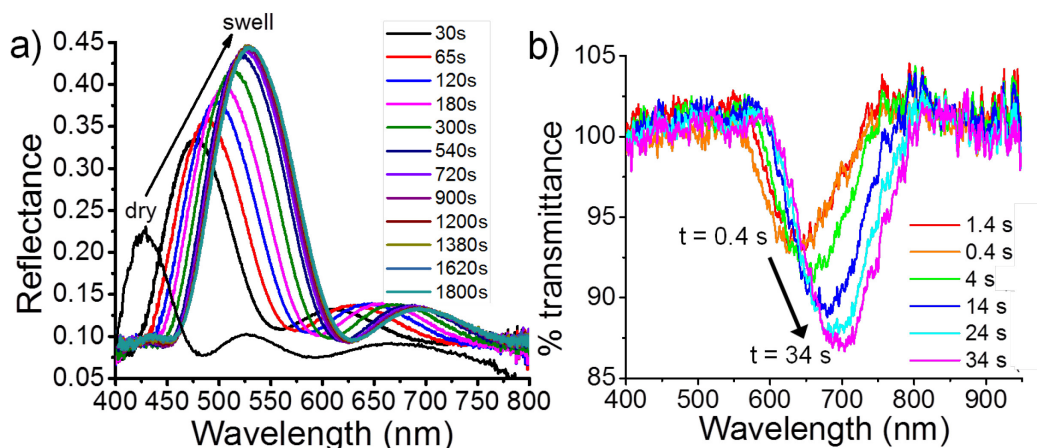 a)
swell
dry
0.45
0.40
0.35
0.30
0.25
0.20
0.15
0.10
0.05
Reflectance
400 450 500 550 600 650 700 750 800
Wavelength (nm)
30s
65s
120s
180s
300s
540s
720s
900s
1200s
1380s
1620s
1800s
b)
105
100
95
90
85
% transmittance
t = 0.4 s
t = 34 s
1.4 s
0.4 s
4 s
14 s
24 s
34 s
400 500 600 700 800 900
Wavelength (nm)